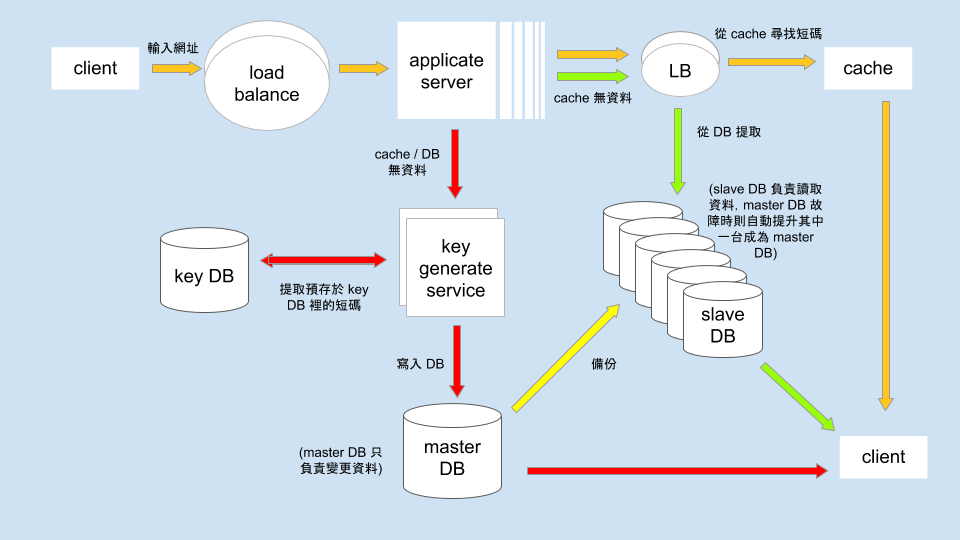 client
輸入網址
load
balance
applicate
server
cache 無資料
LB
從 cache 尋找短碼
cache
從 DB 提取
cache / DB
無資料
(slave DB 負責讀取
資料, master DB 故
障時則自動提升其中
一台成為 master
DB)
key DB
提取預存於 key
DB 裡的短碼
key
generate
service
slave
DB
寫入 DB
備份
(master DB 只
負責變更資料)
master
DB
client